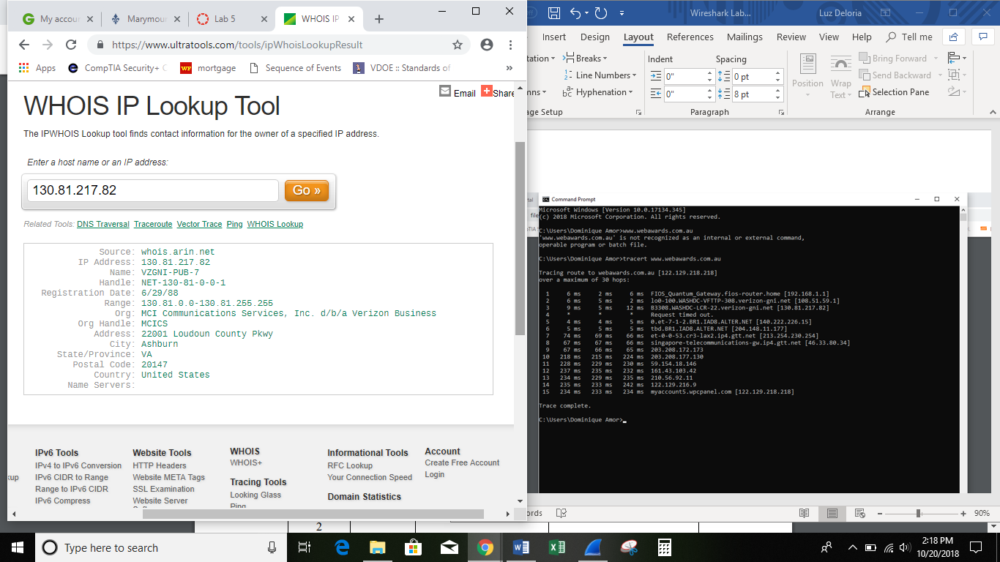 My accour
Marymour
Lab 5
WHOIS IP
https://www.ultratools.com/tools/ipWhoisLookupResult
Apps
CompTIA Security+
mortgage
Sequence of Events
VDOE :: Standards of
»
Email
Share
WHOIS IP Lookup Tool
The IPWHOIS Lookup tool finds contact information for the owner of a specified IP address.
Enter a host name or an IP address:
130.81.217.82
Go »
Related Tools: DNS Traversal Traceroute Vector Trace Ping WHOIS Lookup
Source: whois.arin.net
IP Address: 130.81.217.82
Name: VZGNI-PUB-7
Handle: NET-130-81-0-0-1
Registration Date: 6/29/88
Range: 130.81.0.0-130.81.255.255
Org: MCI Communications Services, Inc. d/b/a Verizon Business
Org Handle: MCICS
Address: 22001 Loudoun County Pkwy
City: Ashburn
State/Province: VA
Postal Code: 20147
Country: United States
Name Servers:
IPv6 Tools
IPv4 to IPv6 Conversion
IPv6 CIDR to Range
Range to IPv6 CIDR
IPv6 Compress
Website Tools
HTTP Headers
Website META Tags
SSL Examination
Website Server
WHOIS
WHOIS+
Tracing Tools
Looking Glass
Ping
Informational Tools
RFC Lookup
Your Connection Speed
Domain Statistics
Account
Create Free Account
Login
Wireshark Lab...
Luz Deloria
Insert Design Layout References Mailings Review View Help Tell me
Breaks
Line Numbers
Hyphenation
Indent
Spacing
0"
0 pt
0"
8 pt
Paragraph
Position
Wrap
Text
Bring Forward
Send Backward
Selection Pane
Arrange
Command Prompt
Microsoft Windows [Version 10.0.17134.345]
(c) 2018 Microsoft Corporation. All rights reserved.
C:\Users\Dominique Amor>www.webawards.com.au
'www.webawards.com.au' is not recognized as an internal or external command,
operable program or batch file.
C:\Users\Dominique Amor>tracert www.webawards.com.au
Tracing route to webawards.com.au [122.129.218.218]
over a maximum of 30 hops:
1 6 ms 2 ms 6 ms FIOS_Quantum_Gateway.fios-router.home [192.168.1.1]
2 6 ms 5 ms 2 ms lo0-100.WASHDC-VFTTP-308.verizon-gni.net [108.51.59.1]
3 9 ms 5 ms 12 ms B3308.WASHDC-LCR-22.verizon-gni.net [130.81.217.82]
4 * * * Request timed out.
5 4 ms 4 ms 5 ms 0.et-7-1-2.BR1.IAD8.ALTER.NET [140.222.226.15]
6 5 ms 5 ms 5 ms tbd.BR1.IAD8.ALTER.NET [204.148.11.177]
7 74 ms 69 ms 66 ms et-0-0-53.cr3-lax2.ip4.gtt.net [213.254.230.254]
8 67 ms 67 ms 66 ms singapore-telecommunications-gw.ip4.gtt.net [46.33.80.34]
9 67 ms 66 ms 65 ms 203.208.172.173
10 218 ms 215 ms 224 ms 203.208.177.130
11 228 ms 229 ms 230 ms 59.154.18.146
12 237 ms 235 ms 232 ms 161.43.103.42
13 234 ms 229 ms 235 ms 210.56.92.11
14 235 ms 233 ms 242 ms 122.129.216.9
15 234 ms 233 ms 234 ms myaccount5.wpcpanel.com [122.129.218.218]
Trace complete.
C:\Users\Dominique Amor>
90%
2
Type here to search
2:18 PM
10/20/2018